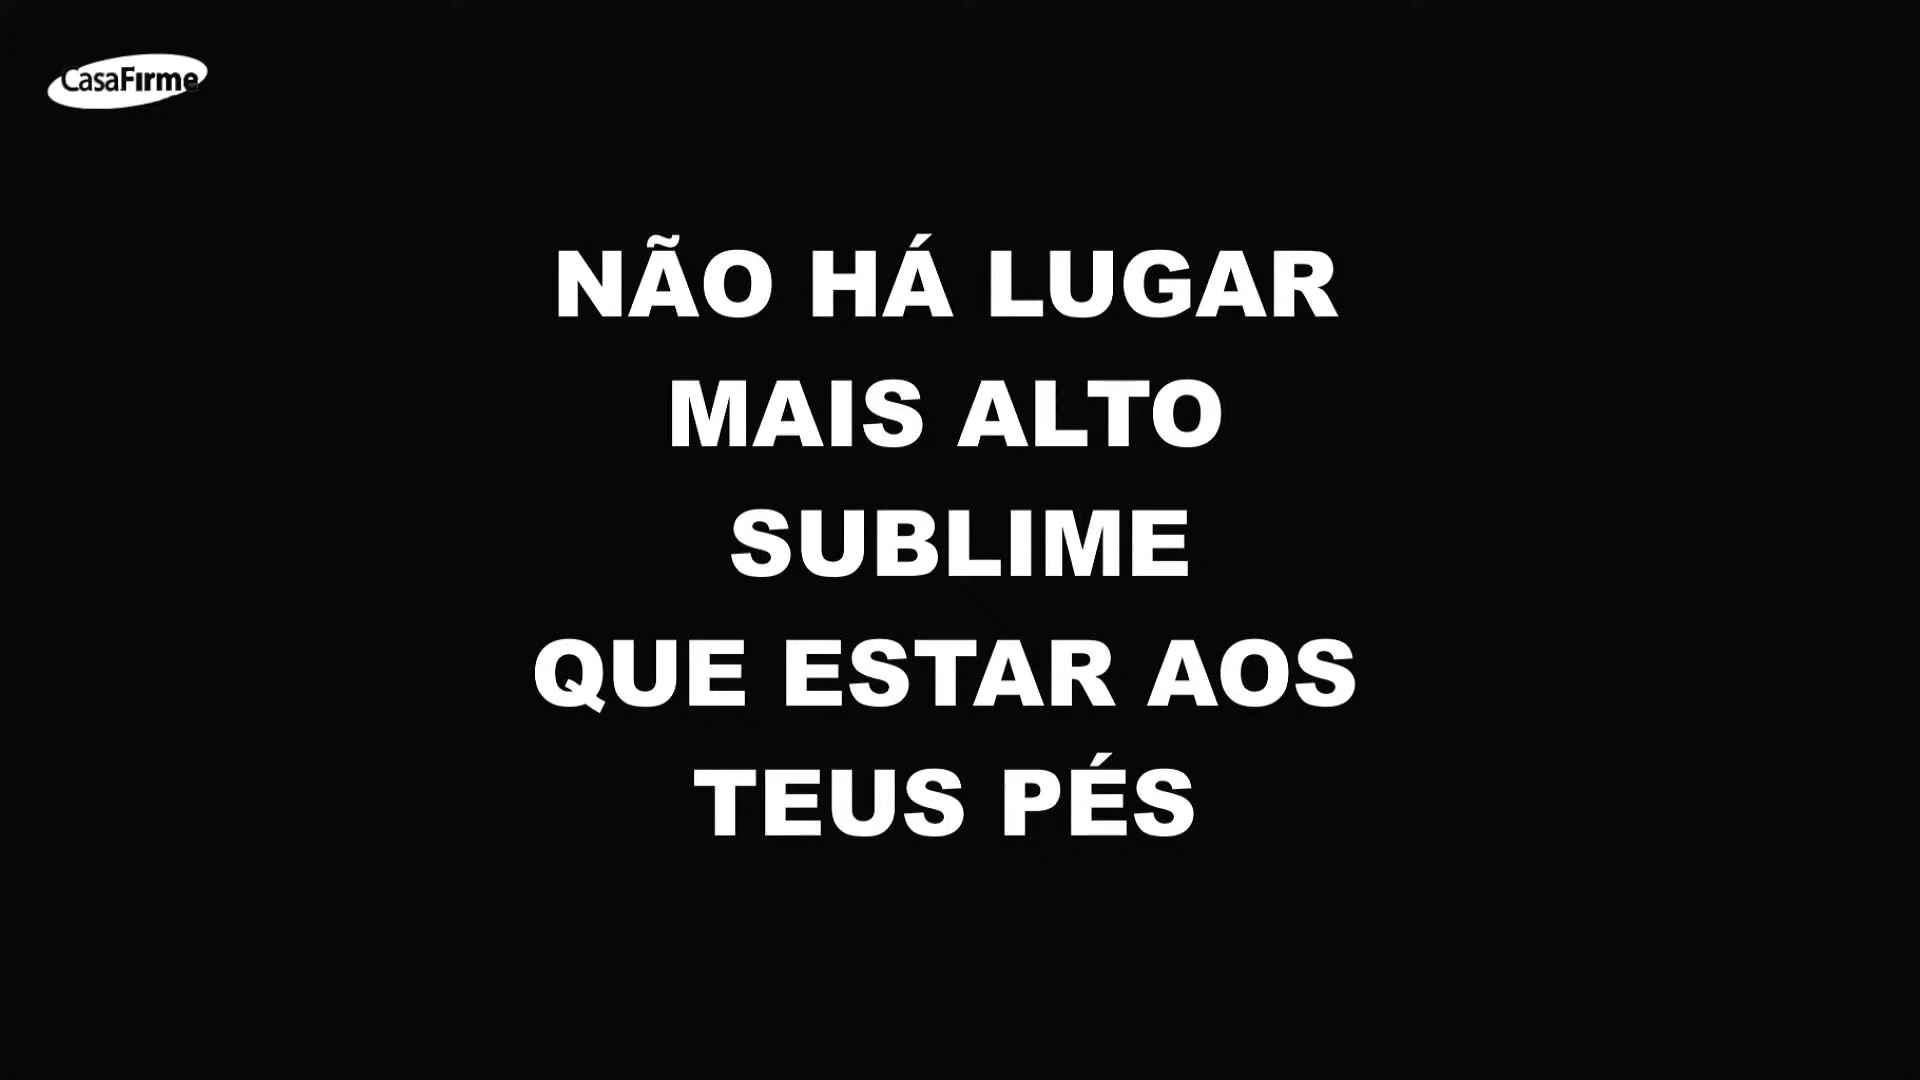 CasaFirme
NÃO HÁ LUGAR
MAIS ALTO
SUBLIME
QUE ESTAR AOS
TEUS PÉS